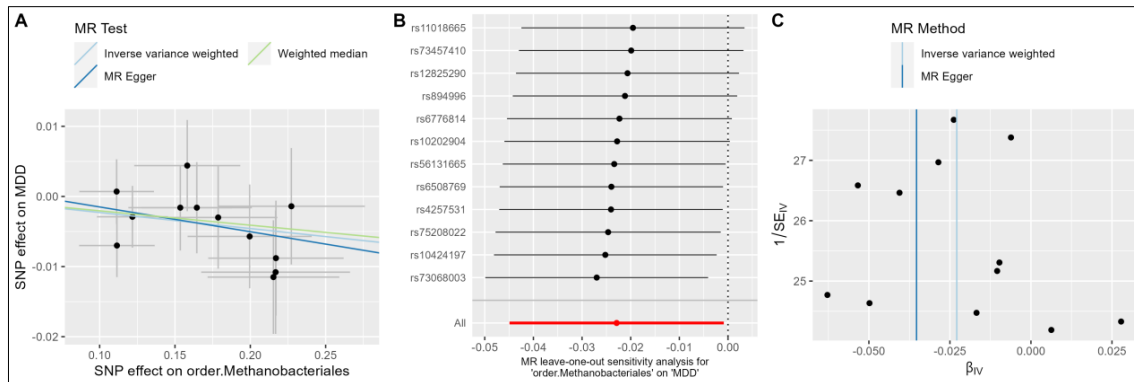 A
MR Test
Inverse variance weighted
Weighted median
MR Egger
SNP effect on MDD
0.01
0.00
-0.01
-0.02
0.10
0.15
0.20
0.25
SNP effect on order.Methanobacteriales
B
rs11018665
rs73457410
rs12825290
rs894996
rs6776814
rs10202904
rs56131665
rs6508769
rs4257531
rs75208022
rs10424197
rs73068003
All
-0.05
-0.04
-0.03
-0.02
-0.01
0.00
MR leave-one-out sensitivity analysis for
'order.Methanobacteriales' on 'MDD'
C
MR Method
Inverse variance weighted
MR Egger
1/SE_IV
27
26
25
-0.050
-0.025
0.000
0.025
β_IV